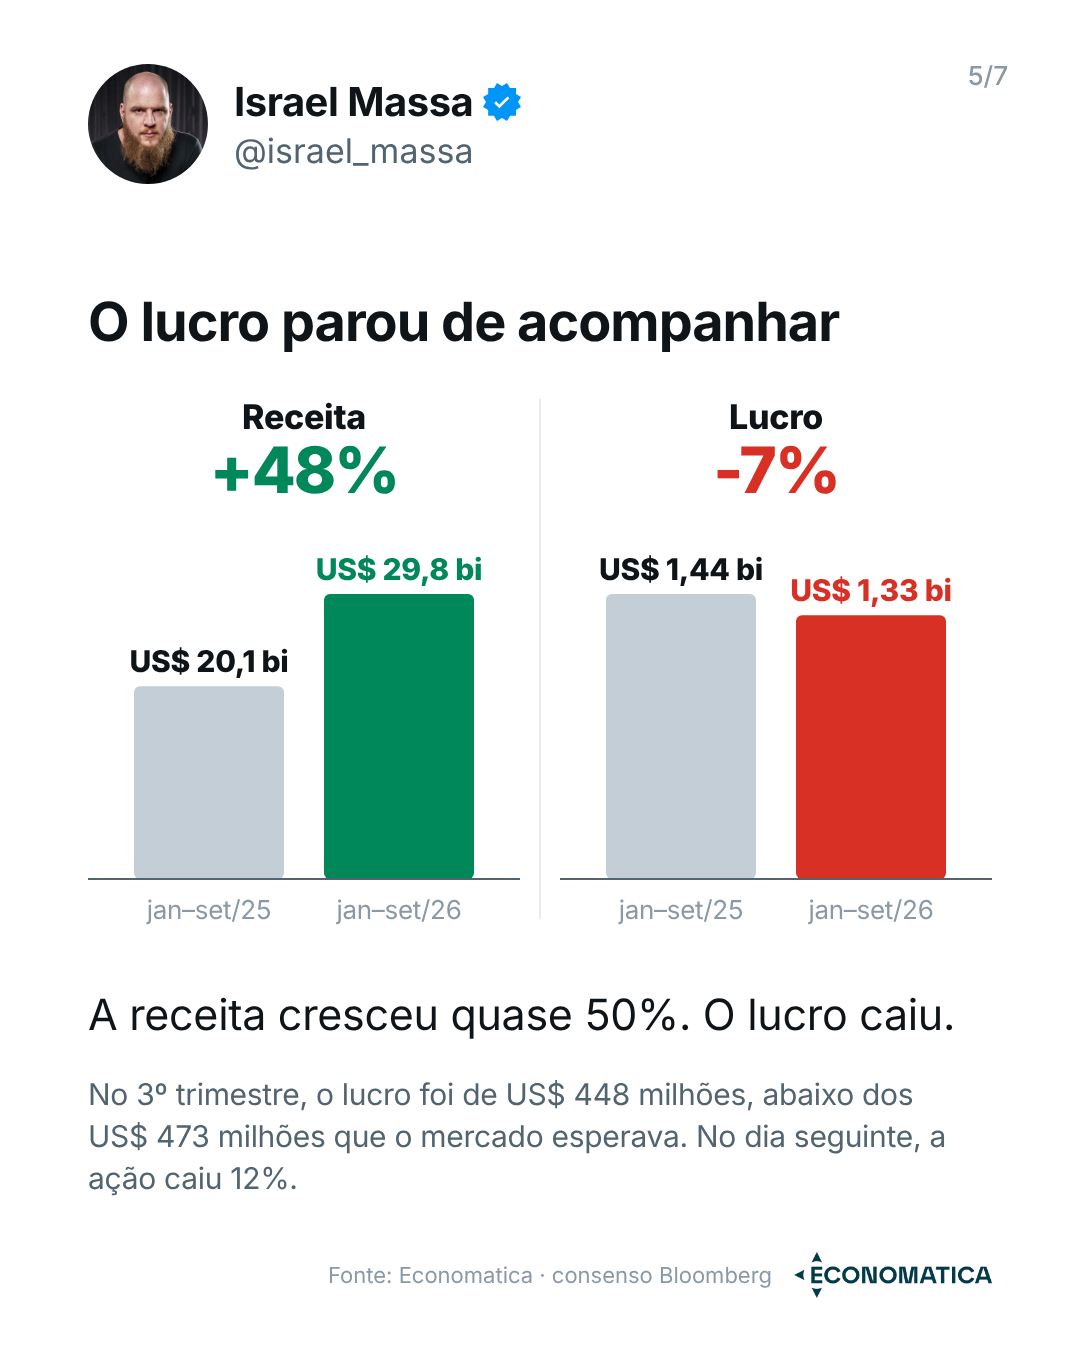 5/7
Israel Massa
@israel_massa
O lucro parou de acompanhar
Receita
+48%
US$ 20,1 bi
US$ 29,8 bi
jan–set/25
jan–set/26
Lucro
-7%
US$ 1,44 bi
US$ 1,33 bi
jan–set/25
jan–set/26
A receita cresceu quase 50%. O lucro caiu.
No 3º trimestre, o lucro foi de US$ 448 milhões, abaixo dos
US$ 473 milhões que o mercado esperava. No dia seguinte, a
ação caiu 12%.
Fonte: Economatica · consenso Bloomberg
ECONOMATICA